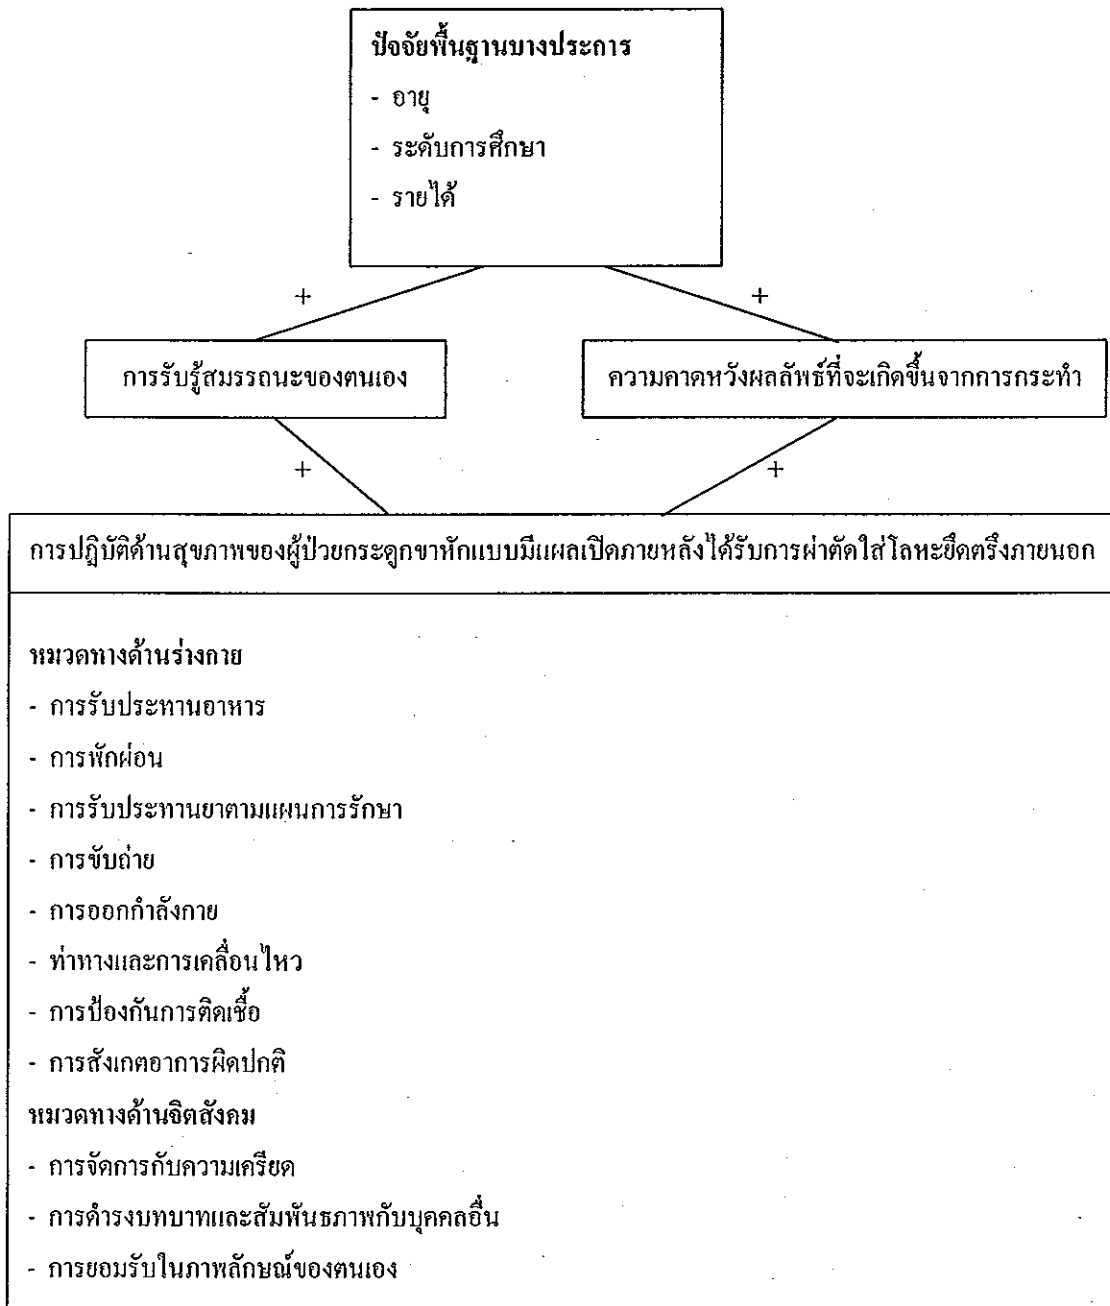 ปัจจัยพื้นฐานบางประการ
- อายุ
- ระดับการศึกษา
- รายได้
+
+
การรับรู้สมรรถนะของตนเอง
ความคาดหวังผลลัพธ์ที่จะเกิดขึ้นจากการกระทำ
+
+
การปฏิบัติด้านสุขภาพของผู้ป่วยกระดูกขาหักแบบมีแผลเปิดภายหลังได้รับการผ่าตัดใส่โลหะยึดตรึงภายนอก
หมวดทางด้านร่างกาย
- การรับประทานอาหาร
- การพักผ่อน
- การรับประทานยาตามแผนการรักษา
- การขับถ่าย
- การออกกำลังกาย
- ท่าทางและการเคลื่อนไหว
- การป้องกันการติดเชื้อ
- การสังเกตอาการผิดปกติ
หมวดทางด้านจิตสังคม
- การจัดการกับความเครียด
- การดำรงบทบาทและสัมพันธภาพกับบุคคลอื่น
- การยอมรับในภาพลักษณ์ของตนเอง